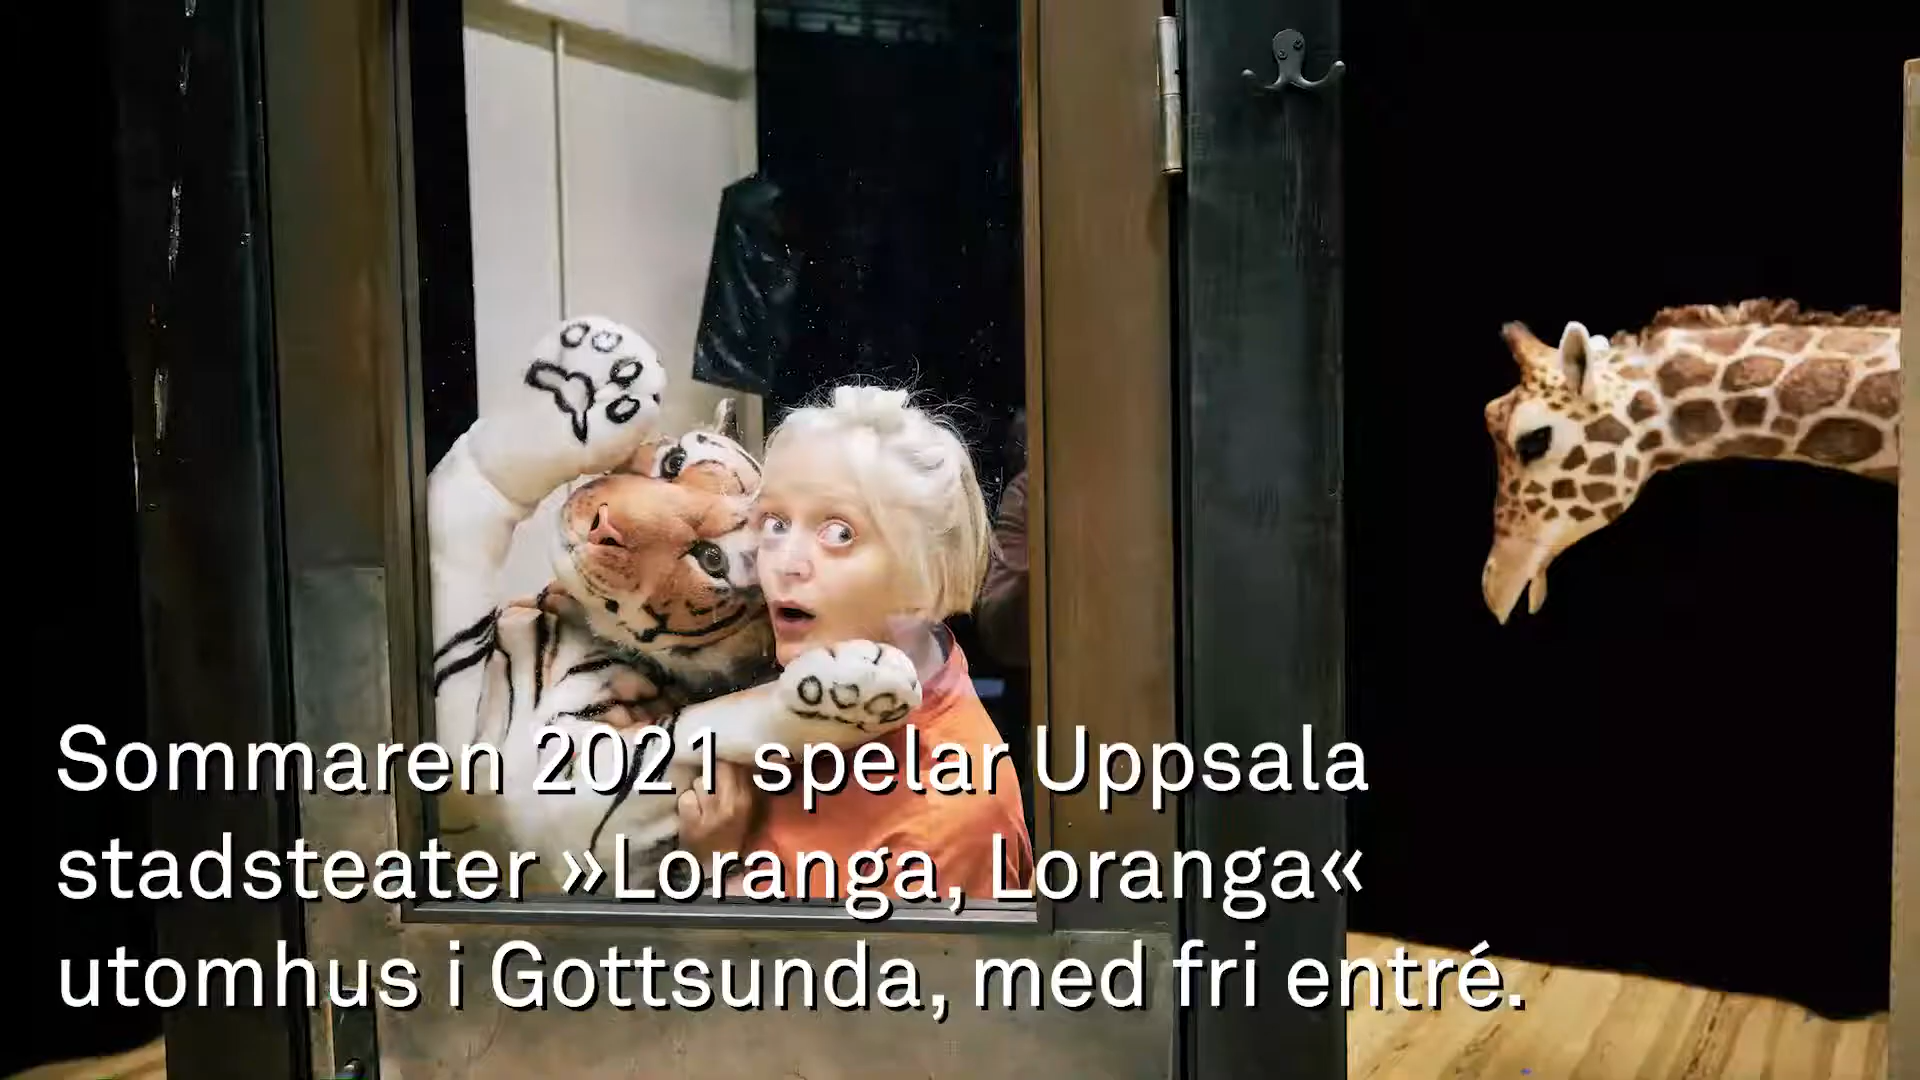 Sommaren 2021 spelar Uppsala
stadsteater »Loranga, Loranga«
utomhus i Gottsunda, med fri entré.